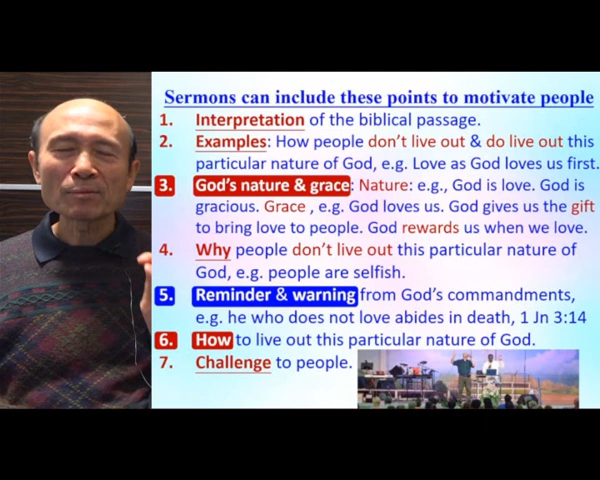 Sermons can include these points to motivate people
1. Interpretation of the biblical passage.
2. Examples: How people don't live out & do live out this
particular nature of God, e.g. Love as God loves us first.
3. God's nature & grace: Nature: e.g., God is love. God is
gracious. Grace , e.g. God loves us. God gives us the gift
to bring love to people. God rewards us when we love.
4. Why people don't live out this particular nature of
God, e.g. people are selfish.
5. Reminder & warning from God's commandments,
e.g. he who does not love abides in death, 1 Jn 3:14
6. How to live out this particular nature of God.
7. Challenge to people.